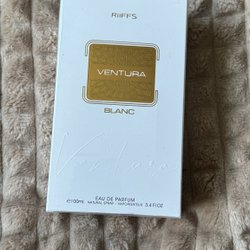 RIIFFS
VENTURA
BLANC
EAU DE PARFUM
℮100ml NATURAL SPRAY - VAPORISATEUR 3.4 FL.OZ